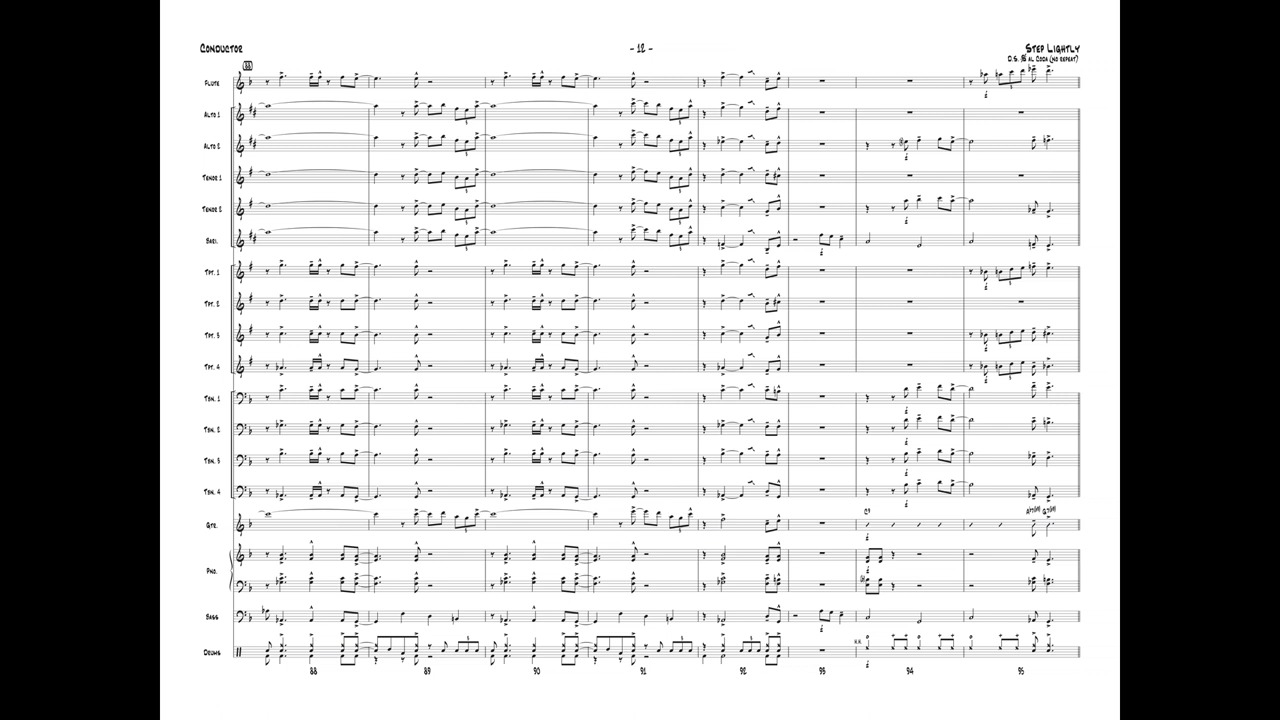 Conductor
- 12 -
Step Lightly
D.S. 𝄋 al Coda (no repeat)
88
Flute
Alto 1
Alto 2
Tenor 1
Tenor 2
Bari.
Tpt. 1
Tpt. 2
Tpt. 3
Tpt. 4
Tbn. 1
Tbn. 2
Tbn. 3
Tbn. 4
Gtr.
Pno.
Bass
Drums
88 89 90 91 92 93 94 95